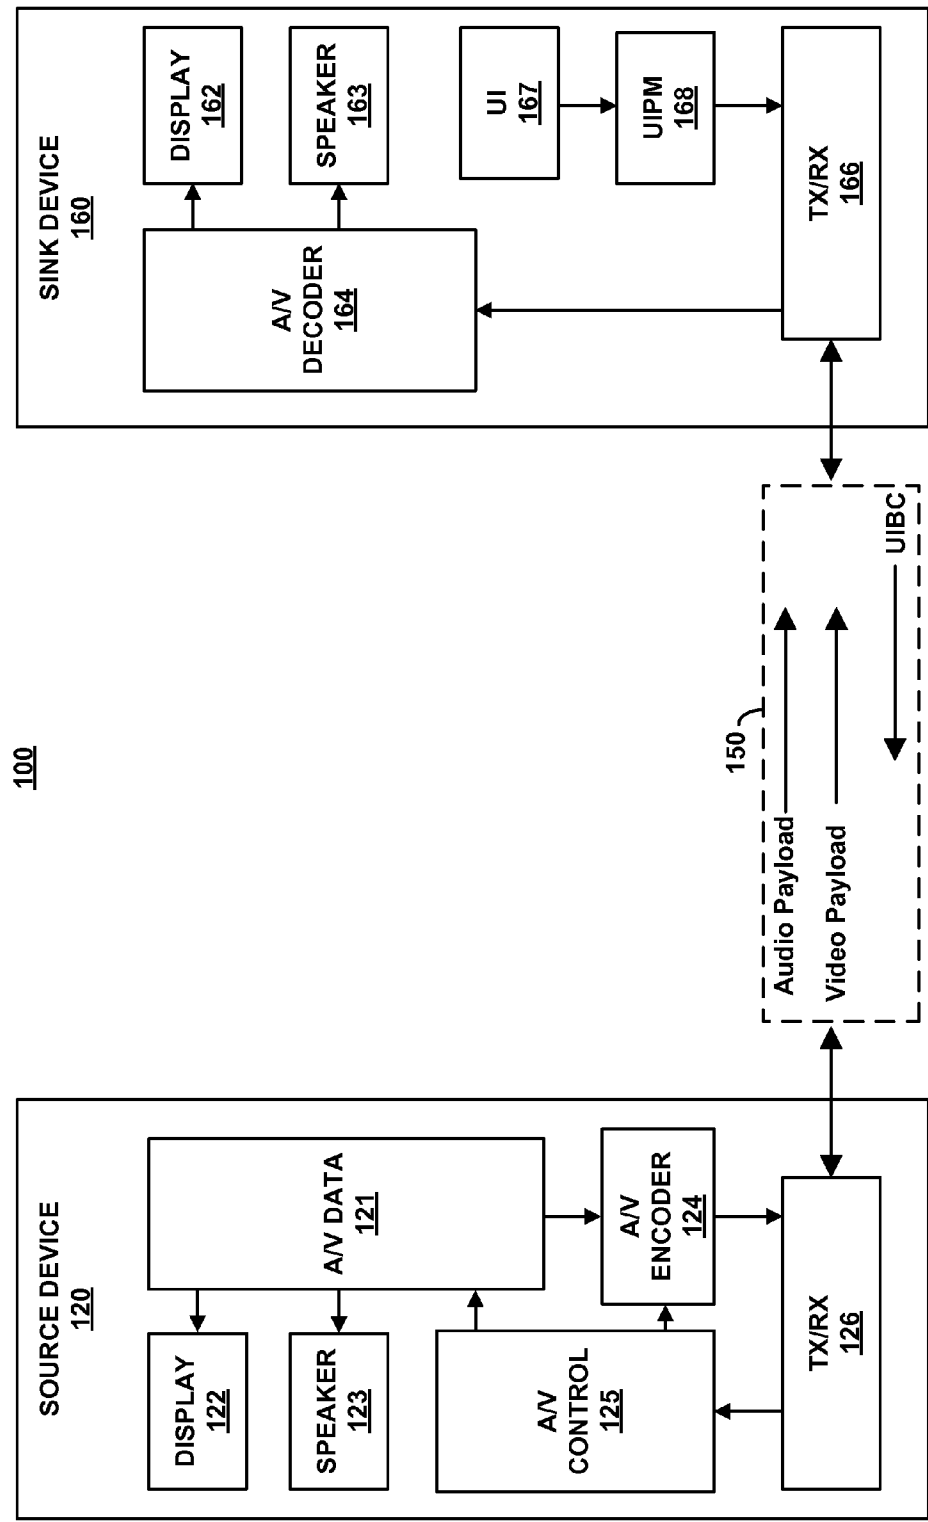 100
SOURCE DEVICE
120
DISPLAY
122
SPEAKER
123
A/V DATA
121
A/V
CONTROL
125
A/V
ENCODER
124
TX/RX
126
150
Audio Payload
Video Payload
UIBC
SINK DEVICE
160
A/V
DECODER
164
DISPLAY
162
SPEAKER
163
UI
167
UIPM
168
TX/RX
166